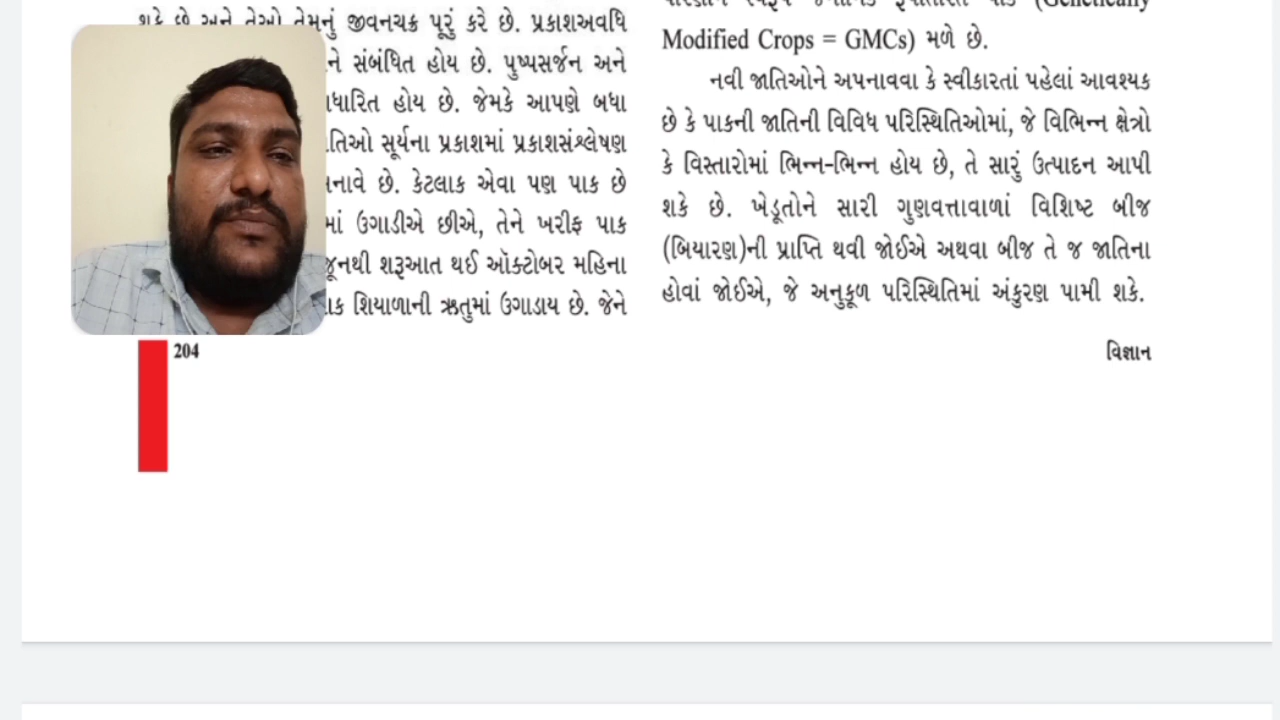 શકે છે અને તેઓ તેમનું જીવનચક્ર પૂરું કરે છે. પ્રકાશઅવધિ
ને સંબંધિત હોય છે. પુષ્પસર્જન અને
ધારિત હોય છે. જેમકે આપણે બધા
તિઓ સૂર્યના પ્રકાશમાં પ્રકાશસંશ્લેષણ
નાવે છે. કેટલાક એવા પણ પાક છે
માં ઉગાડીએ છીએ, તેને ખરીફ પાક
જૂનથી શરૂઆત થઈ ઑક્ટોબર મહિના
ક શિયાળાની ઋતુમાં ઉગાડાય છે. જેને
(Genetically
Modified Crops = GMCs) મળે છે.
નવી જાતિઓને અપનાવવા કે સ્વીકારતાં પહેલાં આવશ્યક
છે કે પાકની જાતિની વિવિધ પરિસ્થિતિઓમાં, જે વિભિન્ન ક્ષેત્રો
કે વિસ્તારોમાં ભિન્ન-ભિન્ન હોય છે, તે સારું ઉત્પાદન આપી
શકે છે. ખેડૂતોને સારી ગુણવત્તાવાળાં વિશિષ્ટ બીજ
(બિયારણ)ની પ્રાપ્તિ થવી જોઈએ અથવા બીજ તે જ જાતિના
હોવાં જોઈએ, જે અનુકૂળ પરિસ્થિતિમાં અંકુરણ પામી શકે.
204
વિજ્ઞાન